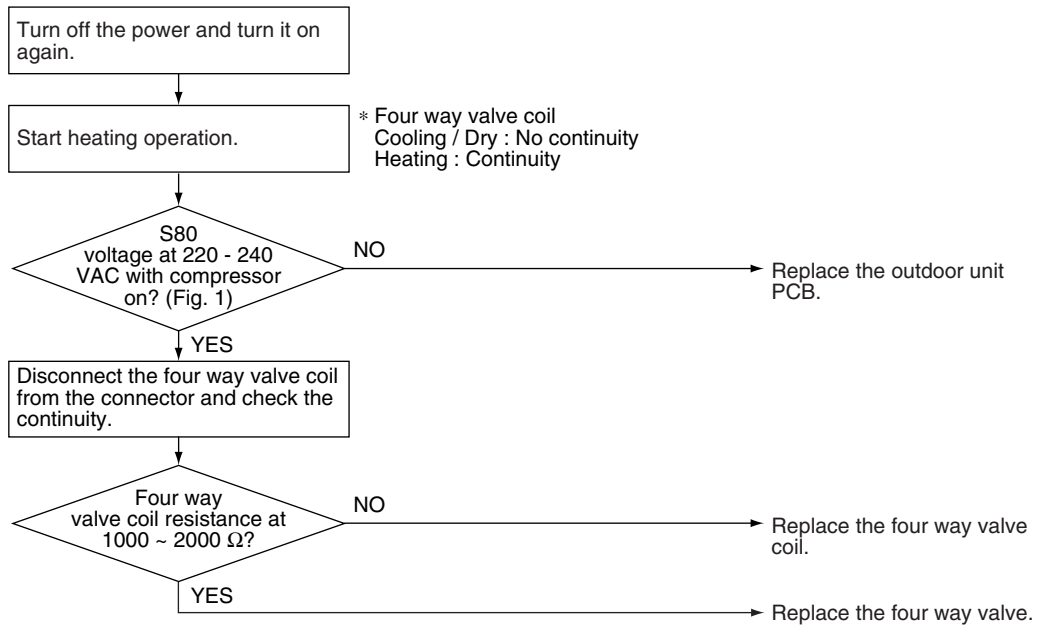 Turn off the power and turn it on
again.
Start heating operation.
* Four way valve coil
Cooling / Dry : No continuity
Heating : Continuity
S80
voltage at 220 - 240
VAC with compressor
on? (Fig. 1)
NO
Replace the outdoor unit
PCB.
YES
Disconnect the four way valve coil
from the connector and check the
continuity.
Four way
valve coil resistance at
1000 ~ 2000 Ω?
NO
Replace the four way valve
coil.
YES
Replace the four way valve.